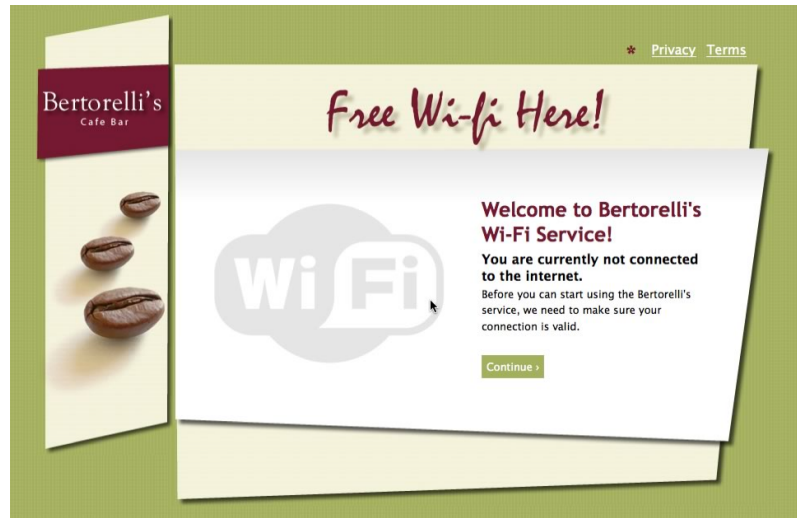 * Privacy Terms
Bertorelli's
Cafe Bar
Free Wi-fi Here!
Wi Fi
Welcome to Bertorelli's
Wi-Fi Service!
You are currently not connected
to the internet.
Before you can start using the Bertorelli's
service, we need to make sure your
connection is valid.
Continue ›